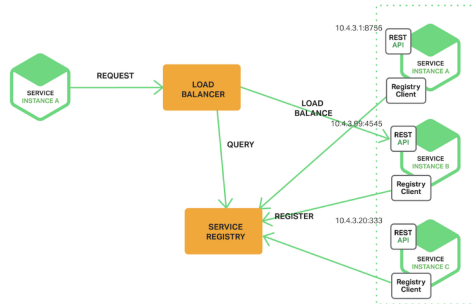 10.4.3.1:8756
REST
API
SERVICE
INSTANCE A
Registry
Client
SERVICE
INSTANCE A
REQUEST
LOAD
BALANCER
LOAD
BALANCE
10.4.3.99:4545
REST
API
SERVICE
INSTANCE B
Registry
Client
QUERY
SERVICE
REGISTRY
REGISTER
10.4.3.20:333
REST
API
SERVICE
INSTANCE C
Registry
Client